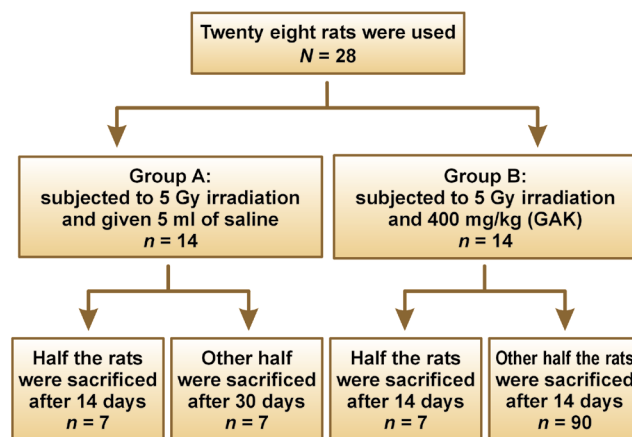 Twenty eight rats were used
N = 28
Group A:
subjected to 5 Gy irradiation
and given 5 ml of saline
n = 14
Group B:
subjected to 5 Gy irradiation
and 400 mg/kg (GAK)
n = 14
Half the rats
were sacrificed
after 14 days
n = 7
Other half
were sacrificed
after 30 days
n = 7
Half the rats
were sacrificed
after 14 days
n = 7
Other half the rats
were sacrificed
after 14 days
n = 90